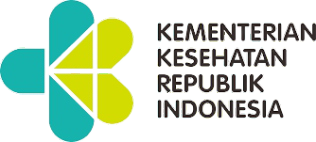 KEMENTERIAN
KESEHATAN
REPUBLIK
INDONESIA